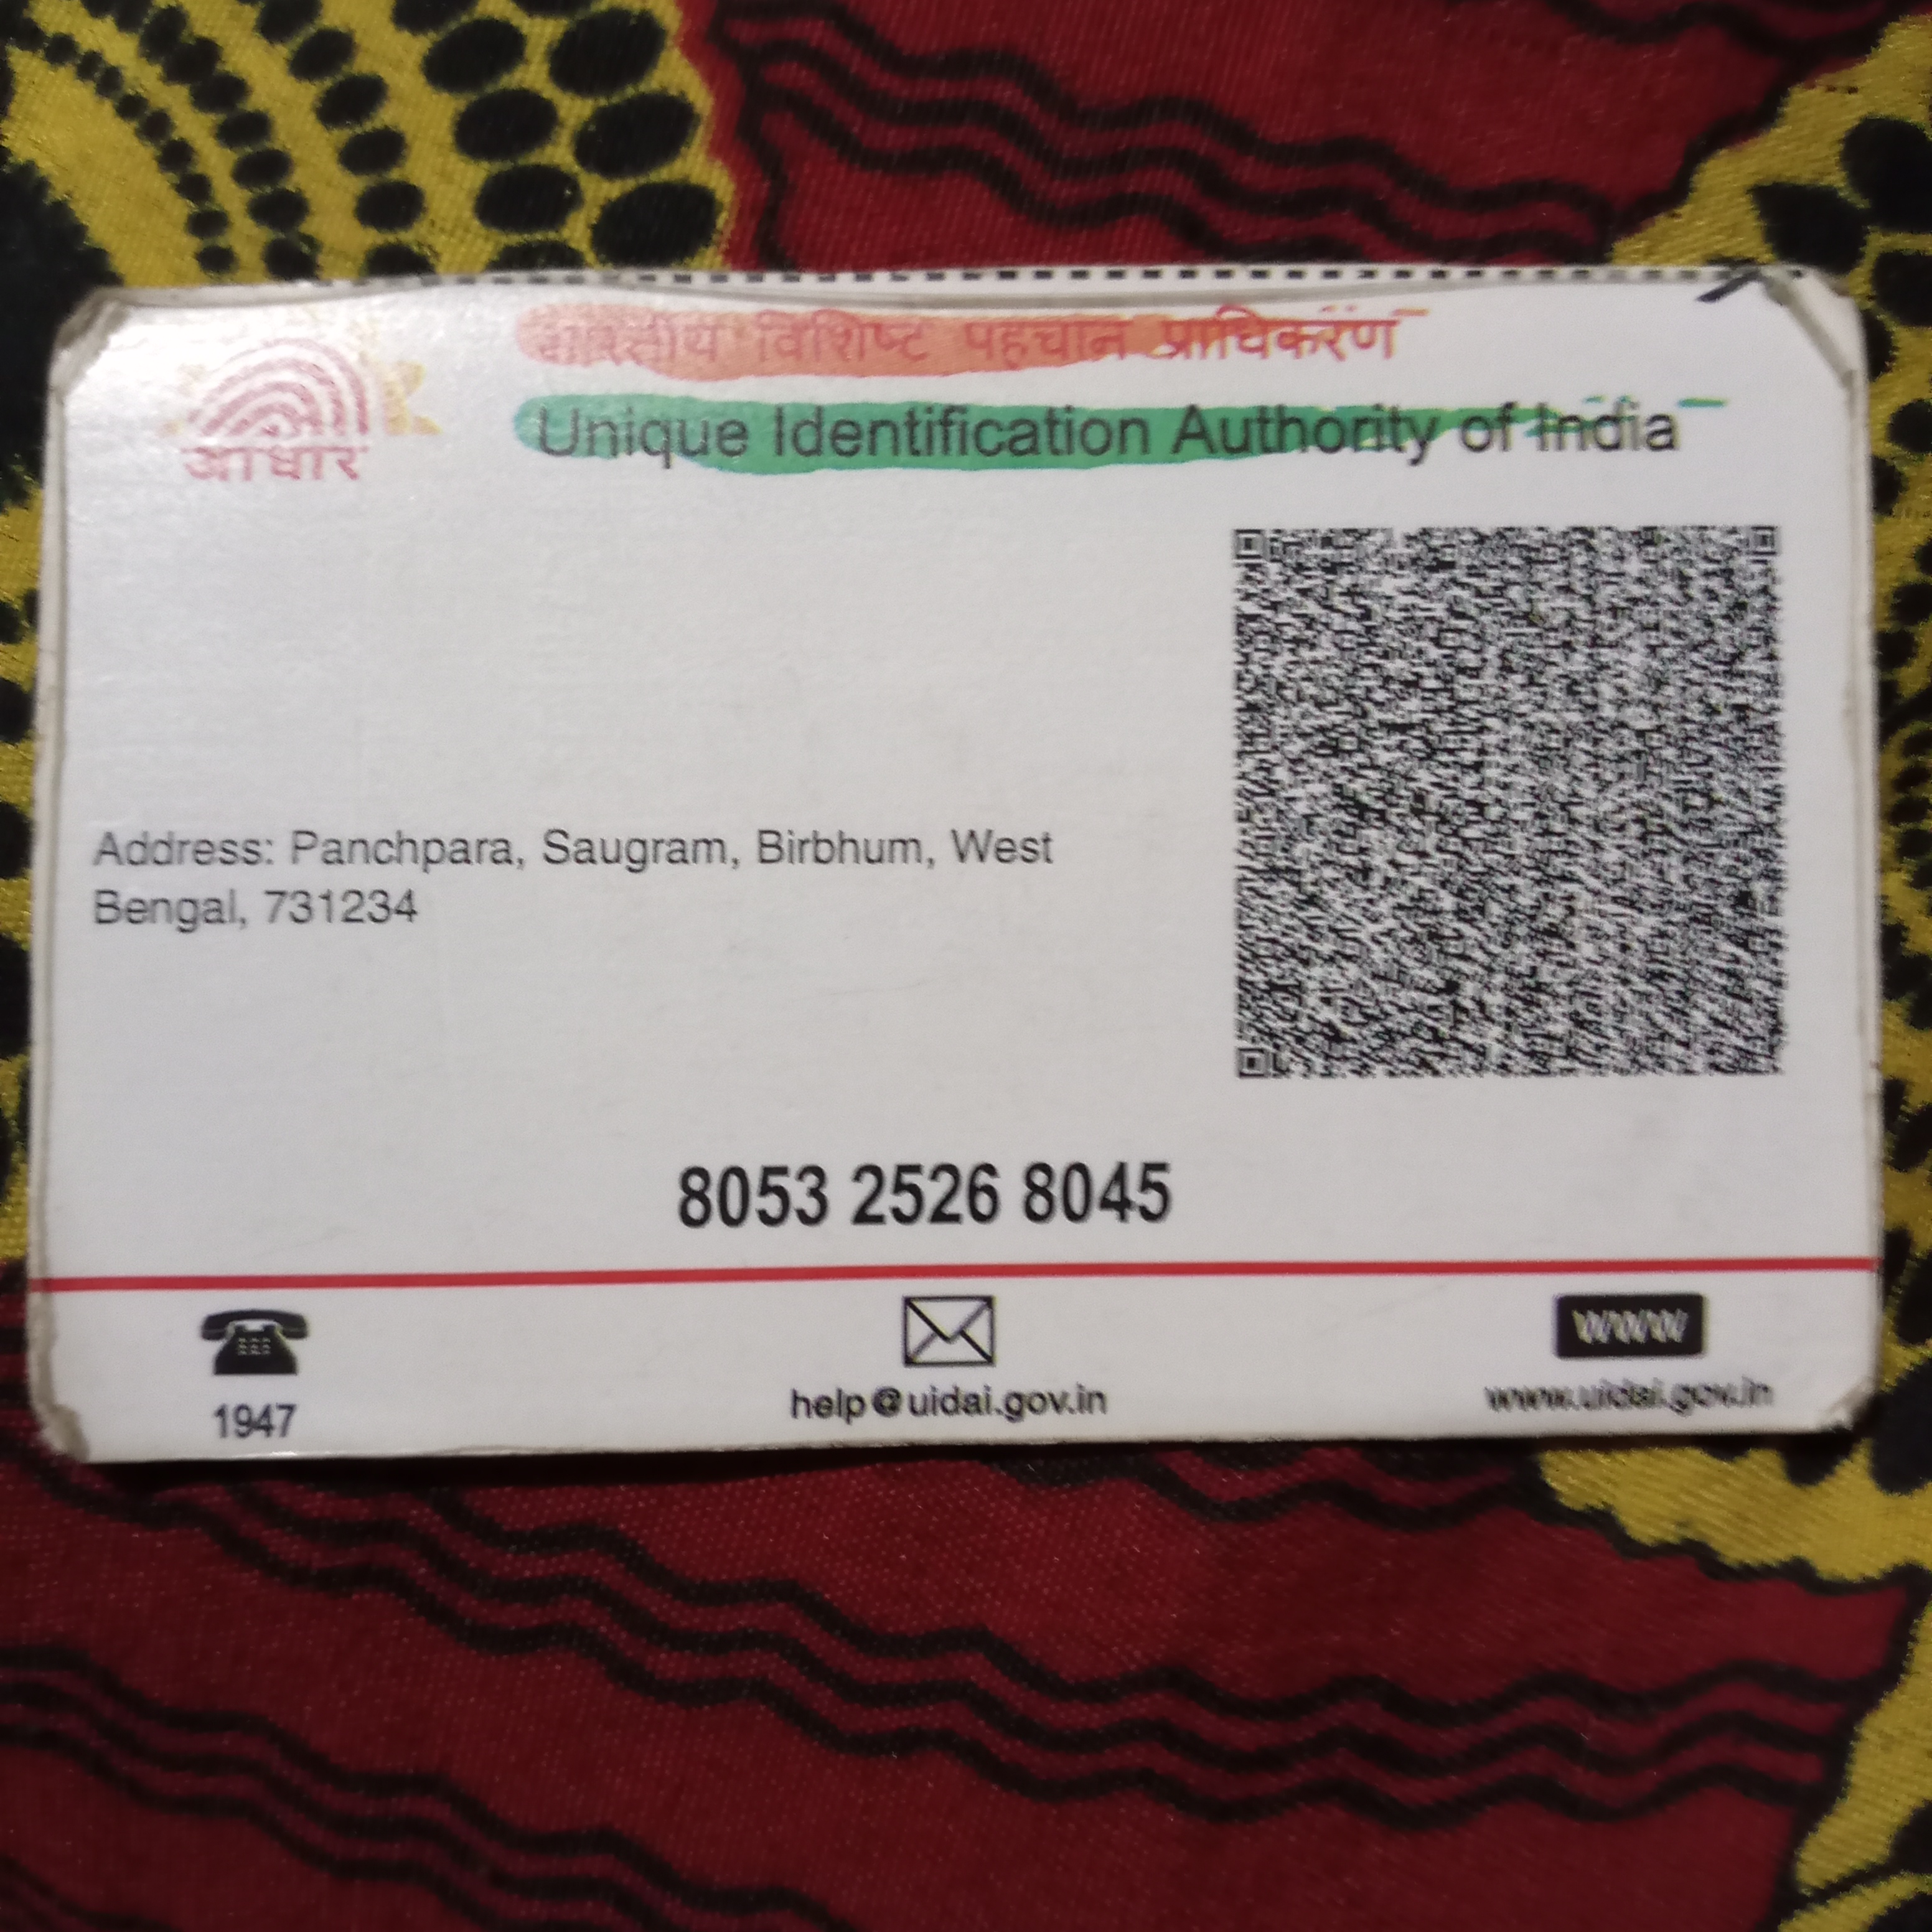 भारतीय विशिष्ट पहचान प्राधिकरण
आधार
Unique Identification Authority of India
Address: Panchpara, Saugram, Birbhum, West
Bengal, 731234
8053 2526 8045
WWW
1947
help@uidai.gov.in
www.uidai.gov.in